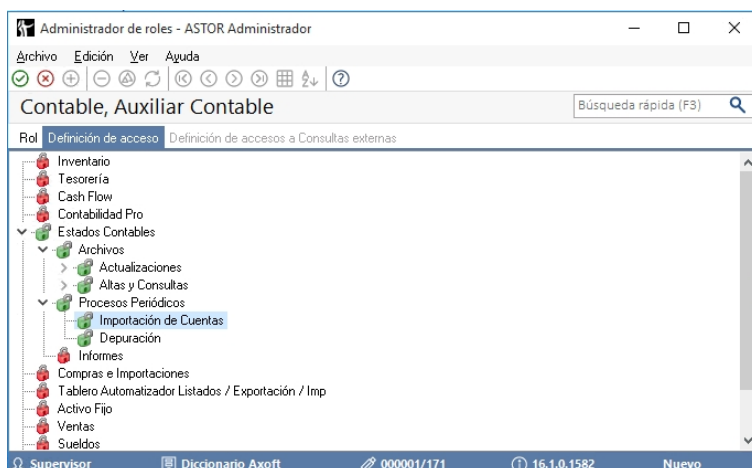 Administrador de roles - ASTOR Administrador
Archivo Edición Ver Ayuda
Contable, Auxiliar Contable
Búsqueda rápida (F3)
Rol Definición de acceso Definición de accesos a Consultas externas
Inventario
Tesorería
Cash Flow
Contabilidad Pro
Estados Contables
Archivos
Actualizaciones
Altas y Consultas
Procesos Periódicos
Importación de Cuentas
Depuración
Informes
Compras e Importaciones
Tablero Automatizador Listados / Exportación / Imp
Activo Fijo
Ventas
Sueldos
Supervisor Diccionario Axoft 000001/171 16.1.0.1582 Nuevo